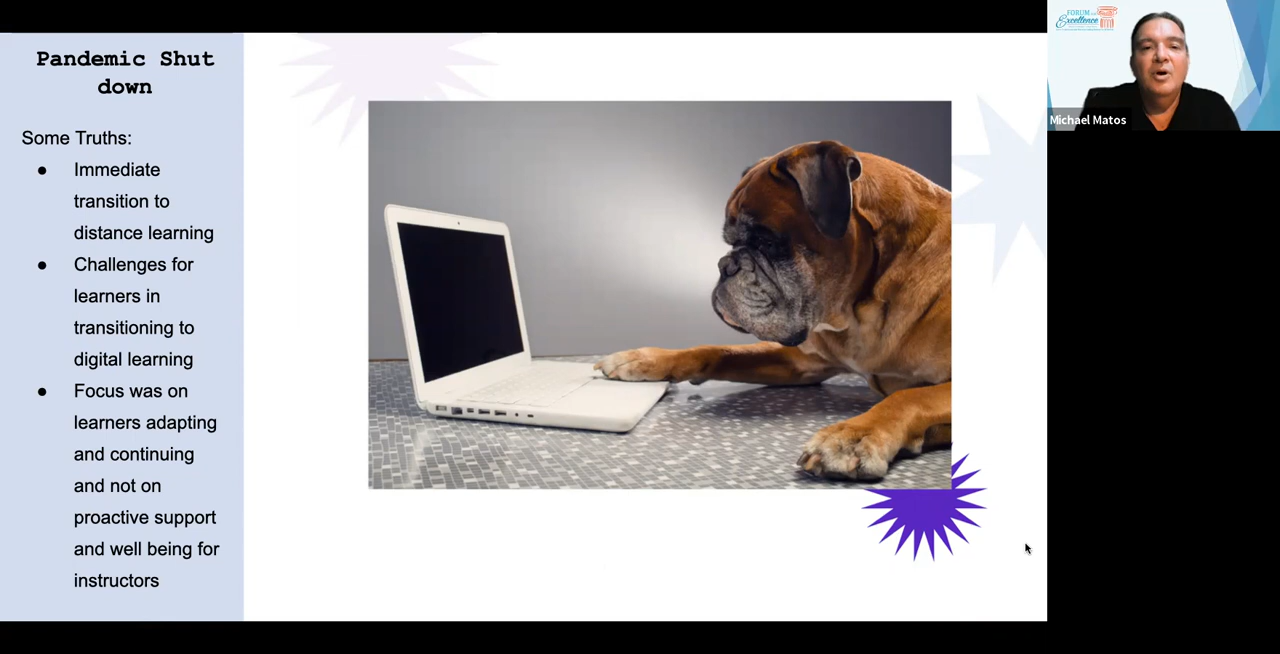 Pandemic Shut
down
Some Truths:
● Immediate
transition to
distance learning
● Challenges for
learners in
transitioning to
digital learning
● Focus was on
learners adapting
and continuing
and not on
proactive support
and well being for
instructors
FORUM
Excellence
Michael Matos